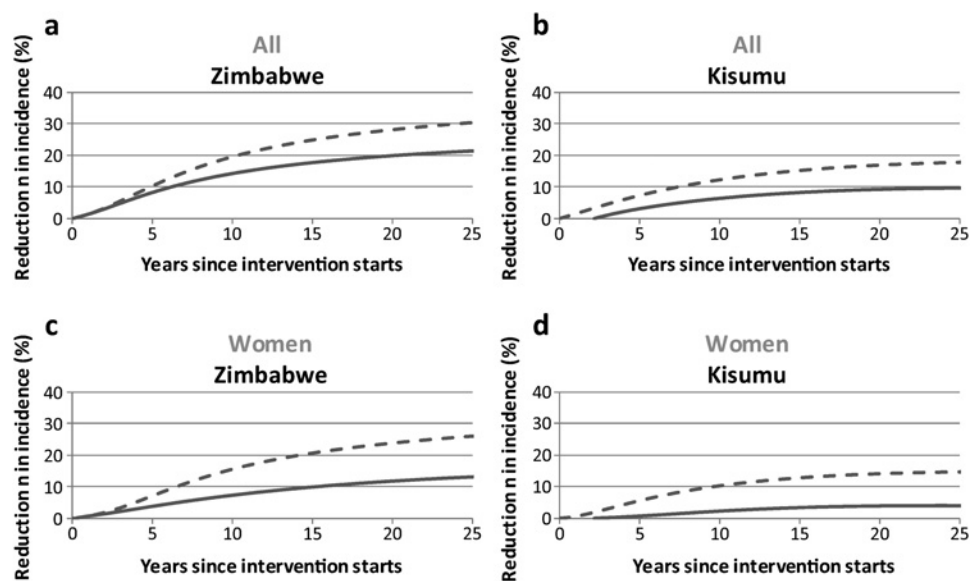 a
All
Zimbabwe
Reduction n in incidence (%)
40
30
20
10
0
0 5 10 15 20 25
Years since intervention starts
b
All
Kisumu
Reduction n in incidence (%)
40
30
20
10
0
0 5 10 15 20 25
Years since intervention starts
c
Women
Zimbabwe
Reduction n in incidence (%)
40
30
20
10
0
0 5 10 15 20 25
Years since intervention starts
d
Women
Kisumu
Reduction n in incidence (%)
40
30
20
10
0
0 5 10 15 20 25
Years since intervention starts